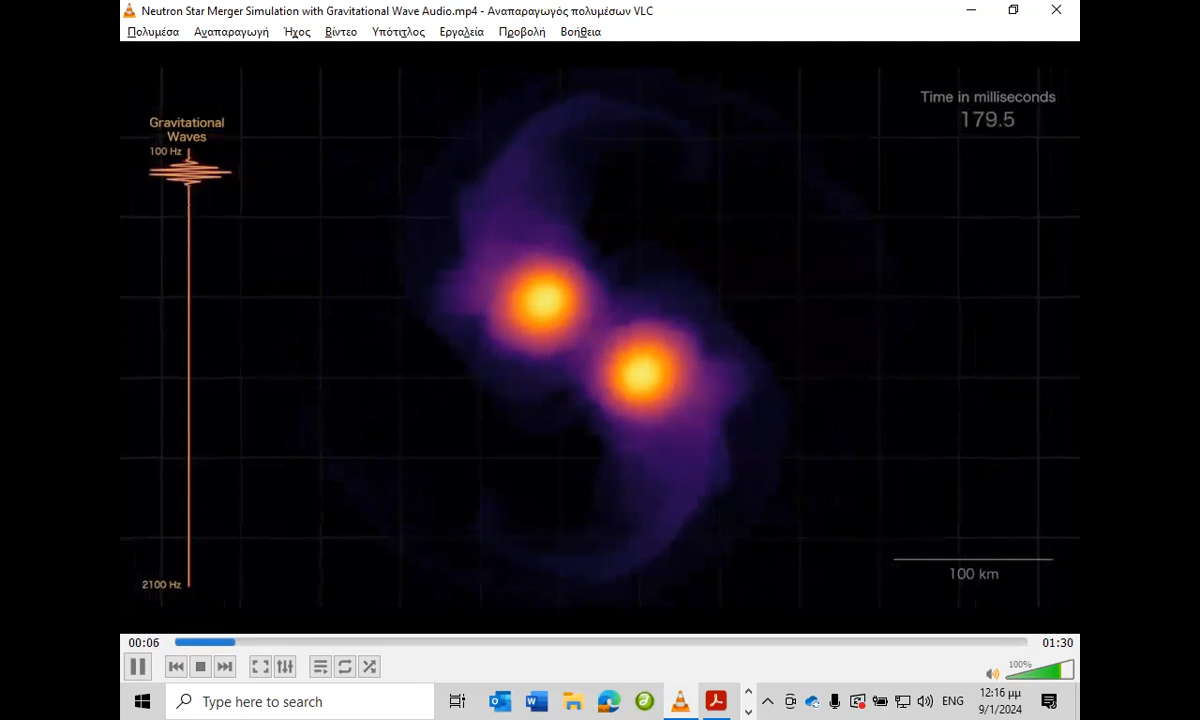 Neutron Star Merger Simulation with Gravitational Wave Audio.mp4 - Αναπαραγωγός πολυμέσων VLC
Πολυμέσα Αναπαραγωγή Ήχος Βίντεο Υπότιτλος Εργαλεία Προβολή Βοήθεια
Time in milliseconds
179.5
Gravitational
Waves
100 Hz
2100 Hz
100 km
00:06
01:30
100%
Type here to search
ENG
12:16 μμ
9/1/2024